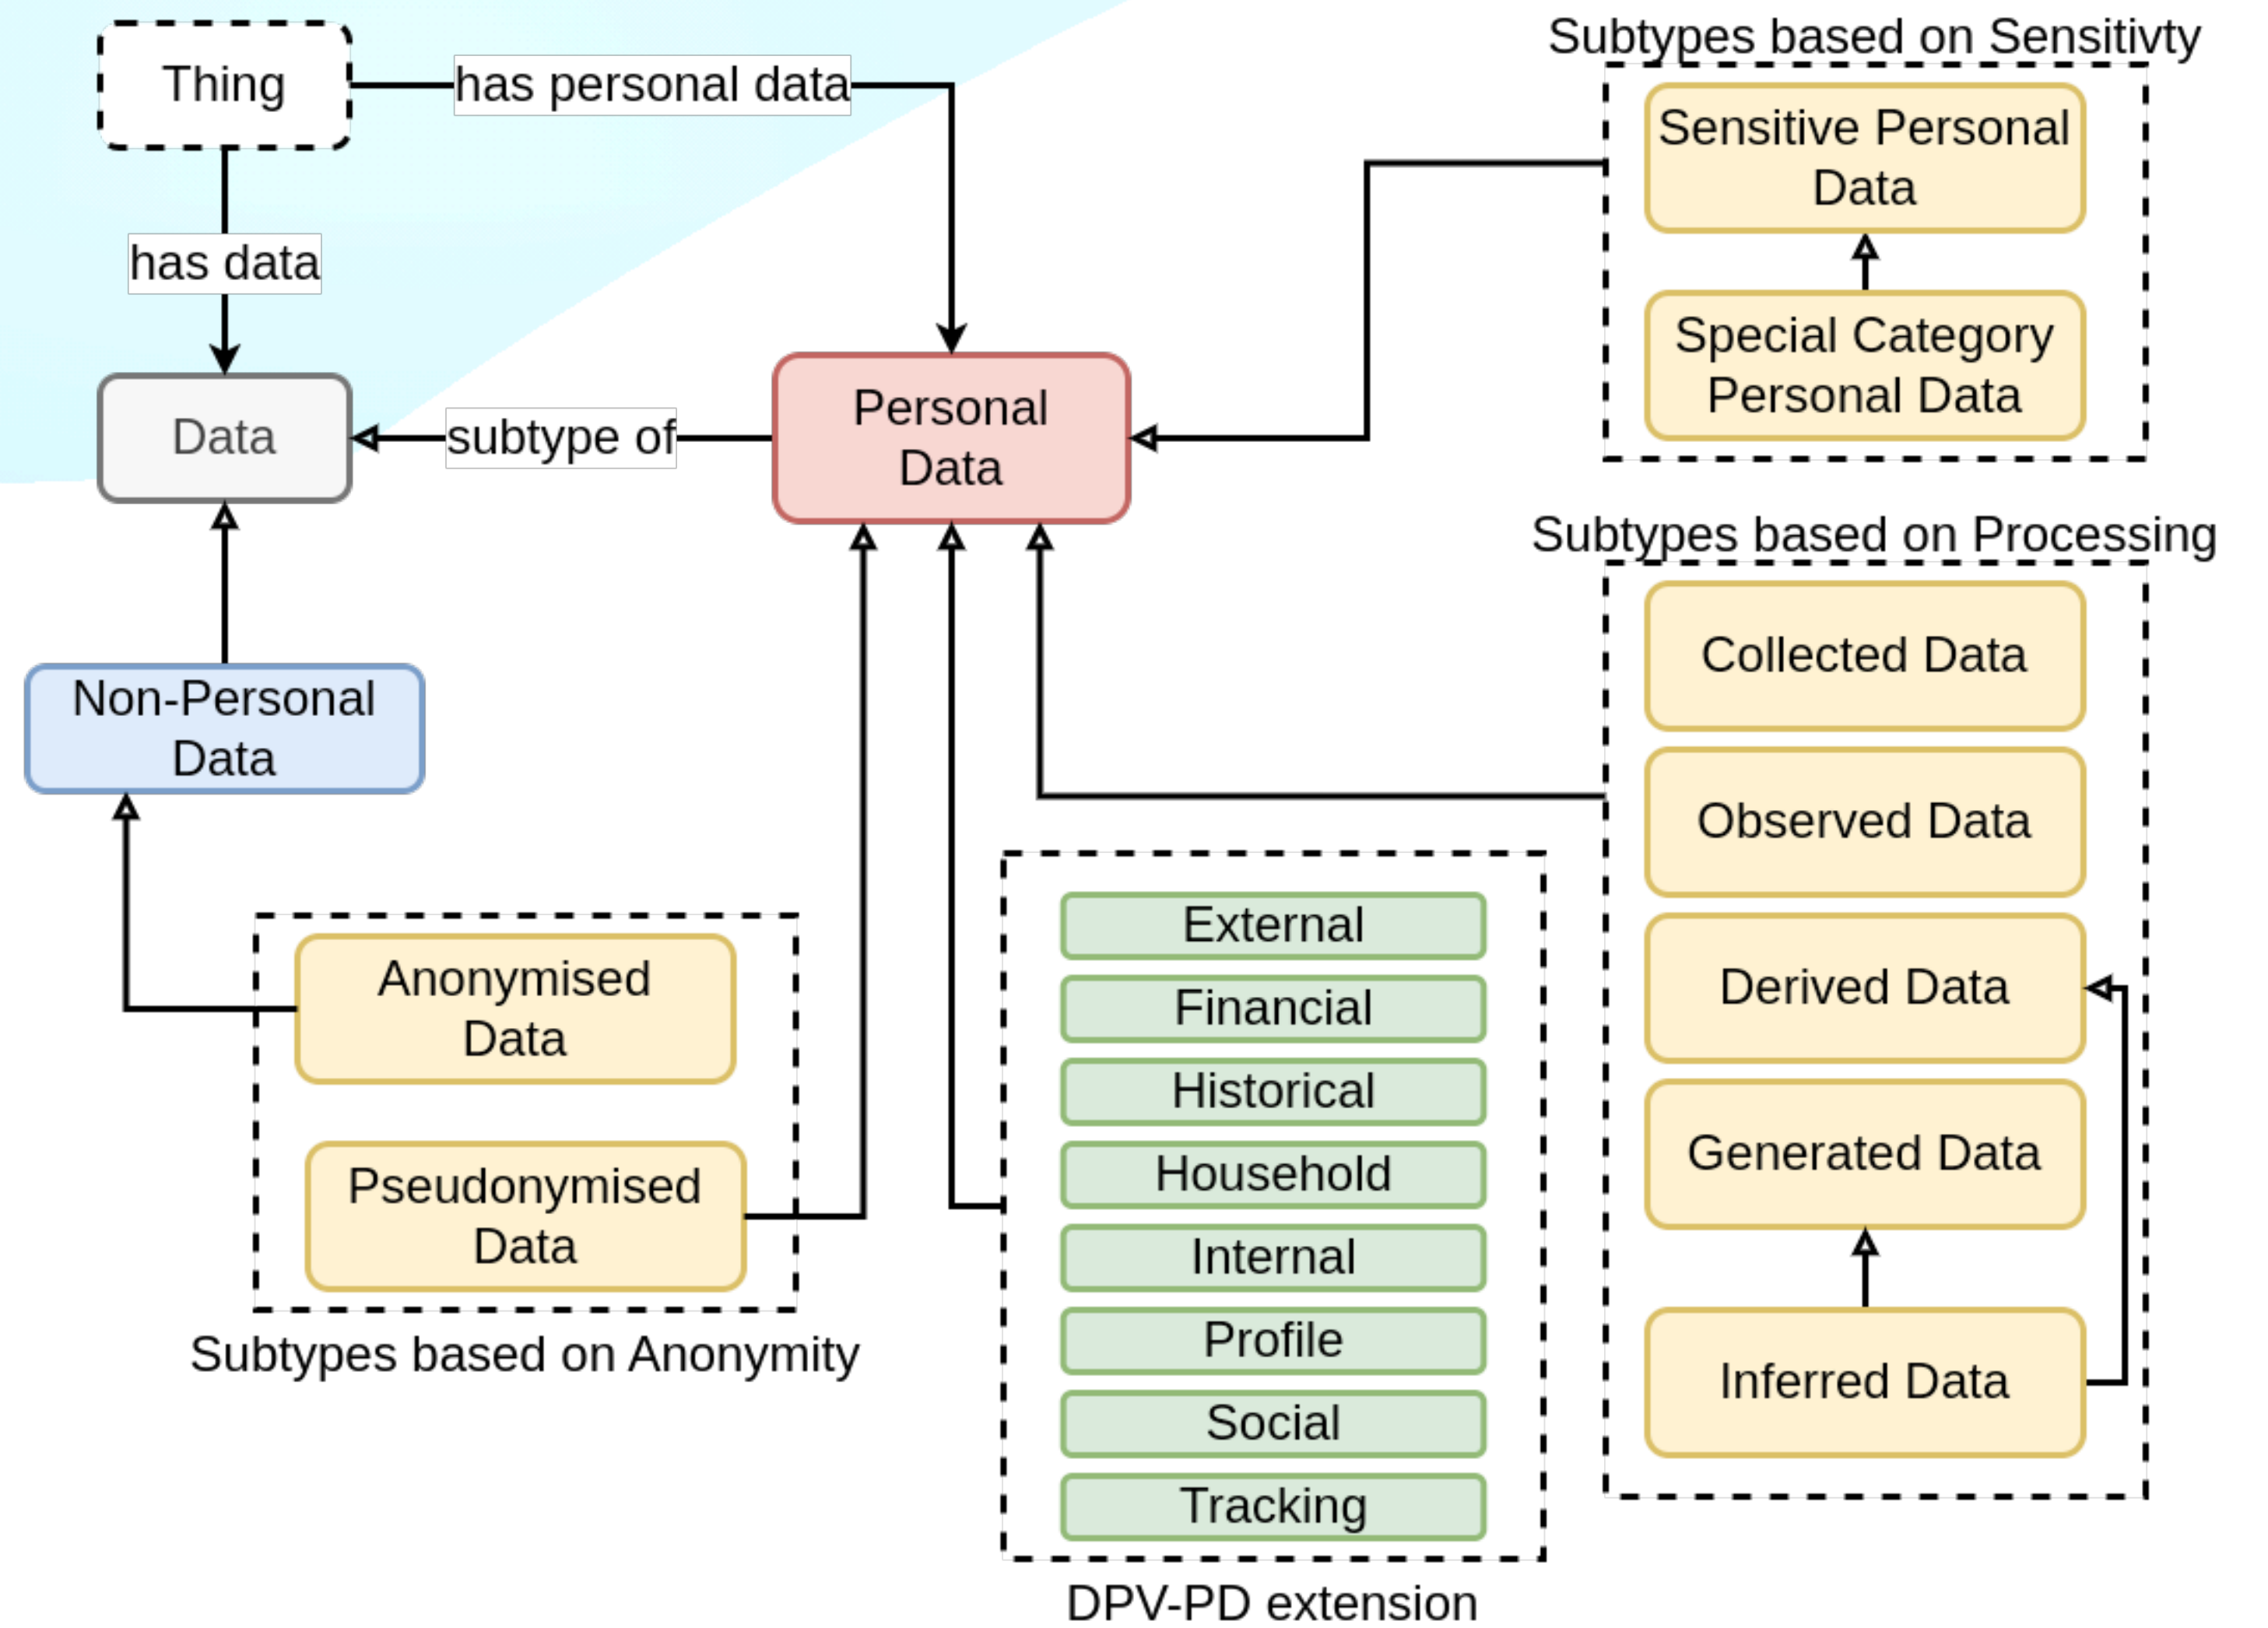 Thing
has personal data
has data
Data
subtype of
Personal
Data
Non-Personal
Data
Anonymised
Data
Pseudonymised
Data
Subtypes based on Anonymity
External
Financial
Historical
Household
Internal
Profile
Social
Tracking
DPV-PD extension
Subtypes based on Sensitivty
Sensitive Personal
Data
Special Category
Personal Data
Subtypes based on Processing
Collected Data
Observed Data
Derived Data
Generated Data
Inferred Data